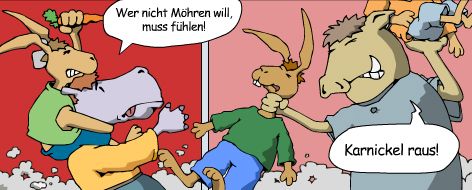 Wer nicht Möhren will,
muss fühlen!
Karnickel raus!